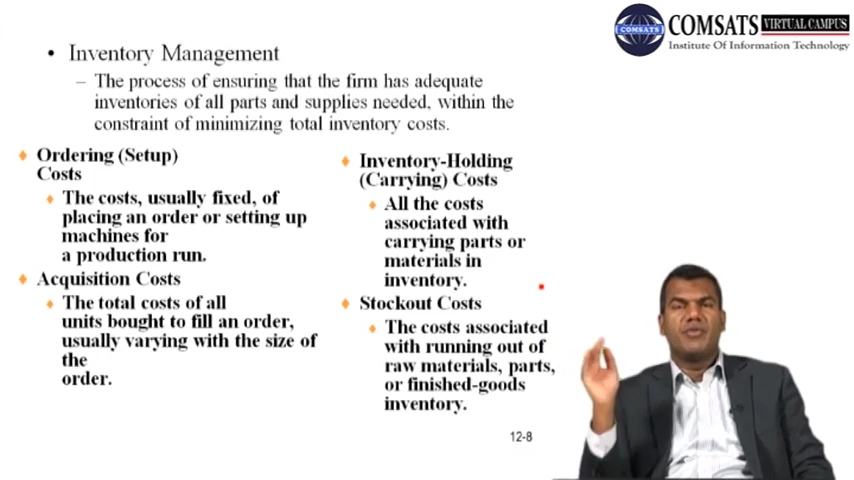 COMSATS VIRTUAL CAMPUS
Institute Of Information Technology
COMSATS
• Inventory Management
– The process of ensuring that the firm has adequate
inventories of all parts and supplies needed, within the
constraint of minimizing total inventory costs.
Ordering (Setup)
Costs
The costs, usually fixed, of
placing an order or setting up
machines for
a production run.
Acquisition Costs
The total costs of all
units bought to fill an order,
usually varying with the size of
the
order.
Inventory-Holding
(Carrying) Costs
All the costs
associated with
carrying parts or
materials in
inventory.
Stockout Costs
The costs associated
with running out of
raw materials, parts,
or finished-goods
inventory.
12-8